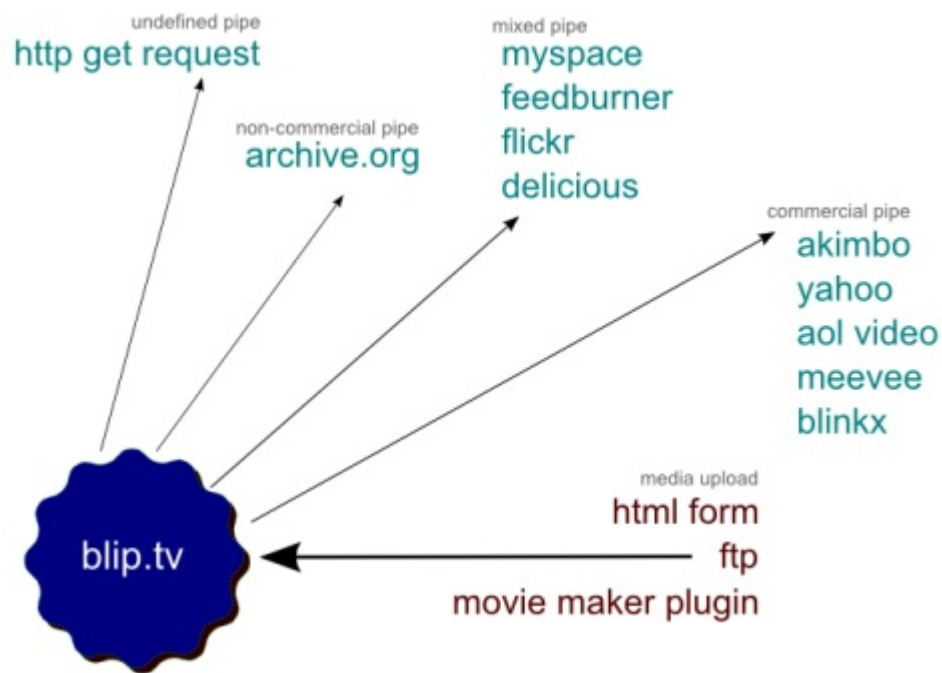 undefined pipe
http get request
non-commercial pipe
archive.org
mixed pipe
myspace
feedburner
flickr
delicious
commercial pipe
akimbo
yahoo
aol video
meevee
blinkx
media upload
html form
ftp
movie maker plugin
blip.tv